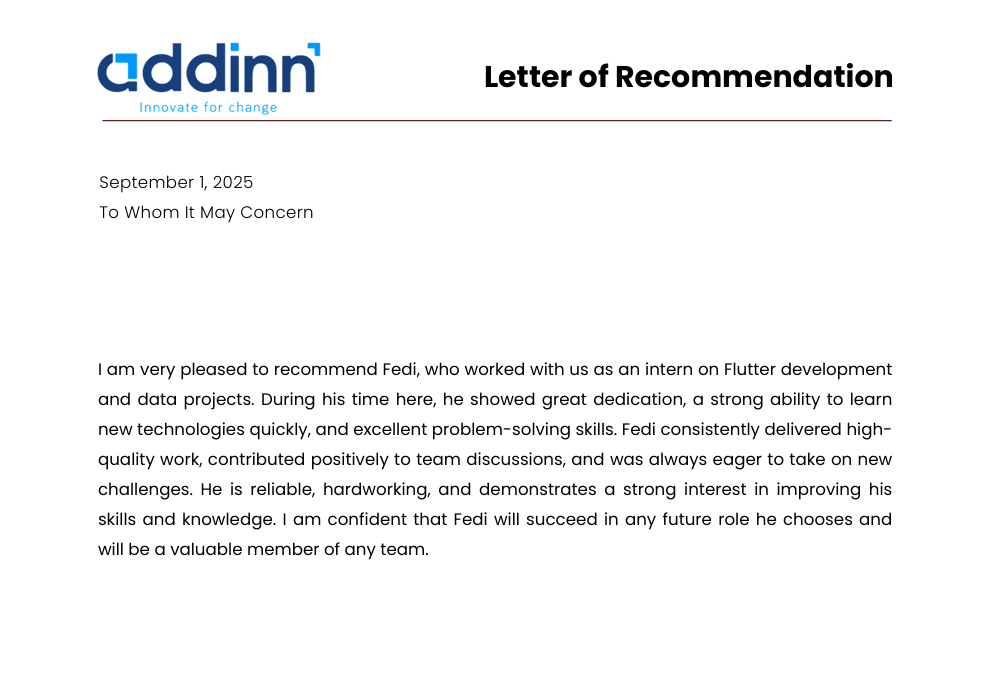 addinn
Innovate for change
Letter of Recommendation
September 1, 2025
To Whom It May Concern
I am very pleased to recommend Fedi, who worked with us as an intern on Flutter development
and data projects. During his time here, he showed great dedication, a strong ability to learn
new technologies quickly, and excellent problem-solving skills. Fedi consistently delivered high-
quality work, contributed positively to team discussions, and was always eager to take on new
challenges. He is reliable, hardworking, and demonstrates a strong interest in improving his
skills and knowledge. I am confident that Fedi will succeed in any future role he chooses and
will be a valuable member of any team.